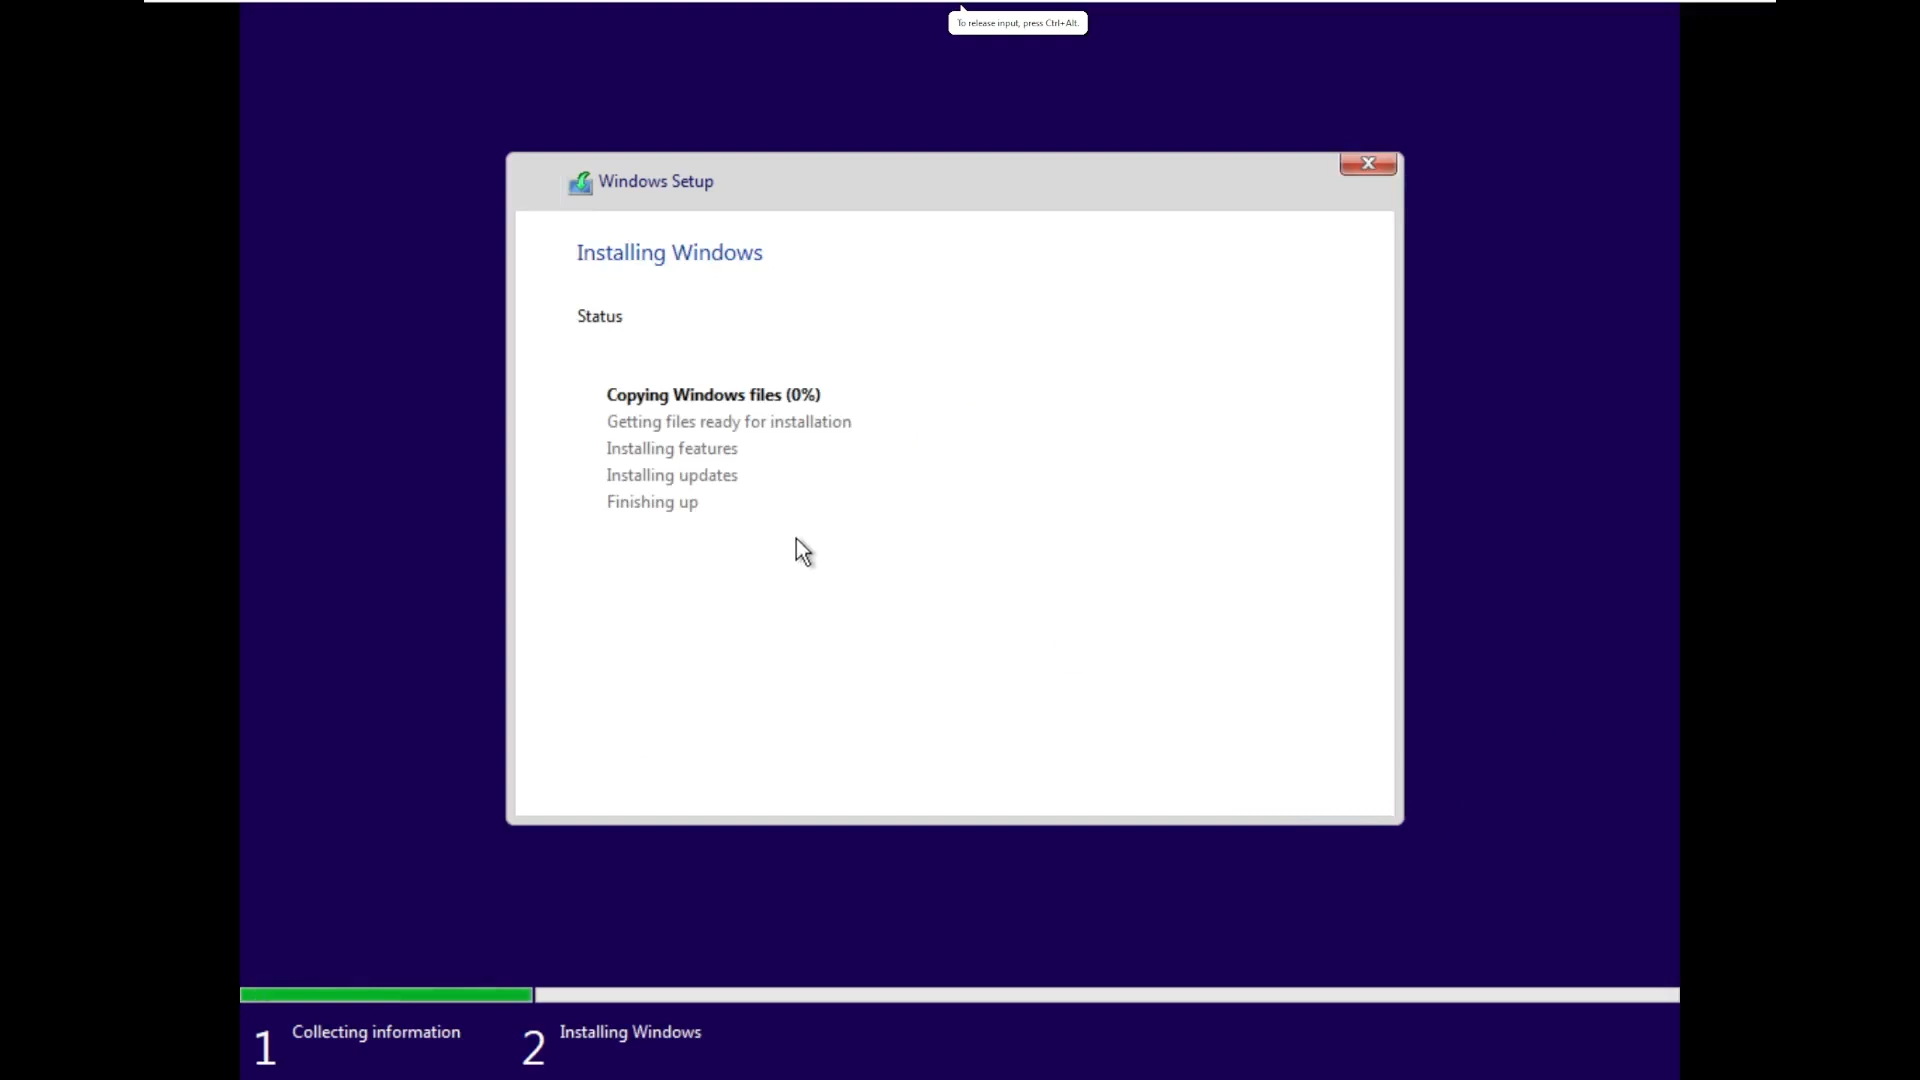 To release input, press Ctrl+Alt.
Windows Setup
Installing Windows
Status
Copying Windows files (0%)
Getting files ready for installation
Installing features
Installing updates
Finishing up
1 Collecting information
2 Installing Windows